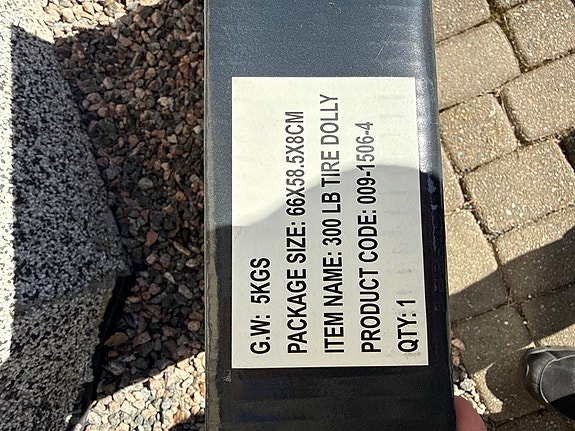 G.W: 5KGS
PACKAGE SIZE: 66X58.5X8CM
ITEM NAME: 300 LB TIRE DOLLY
PRODUCT CODE: 009-1506-4
QTY: 1